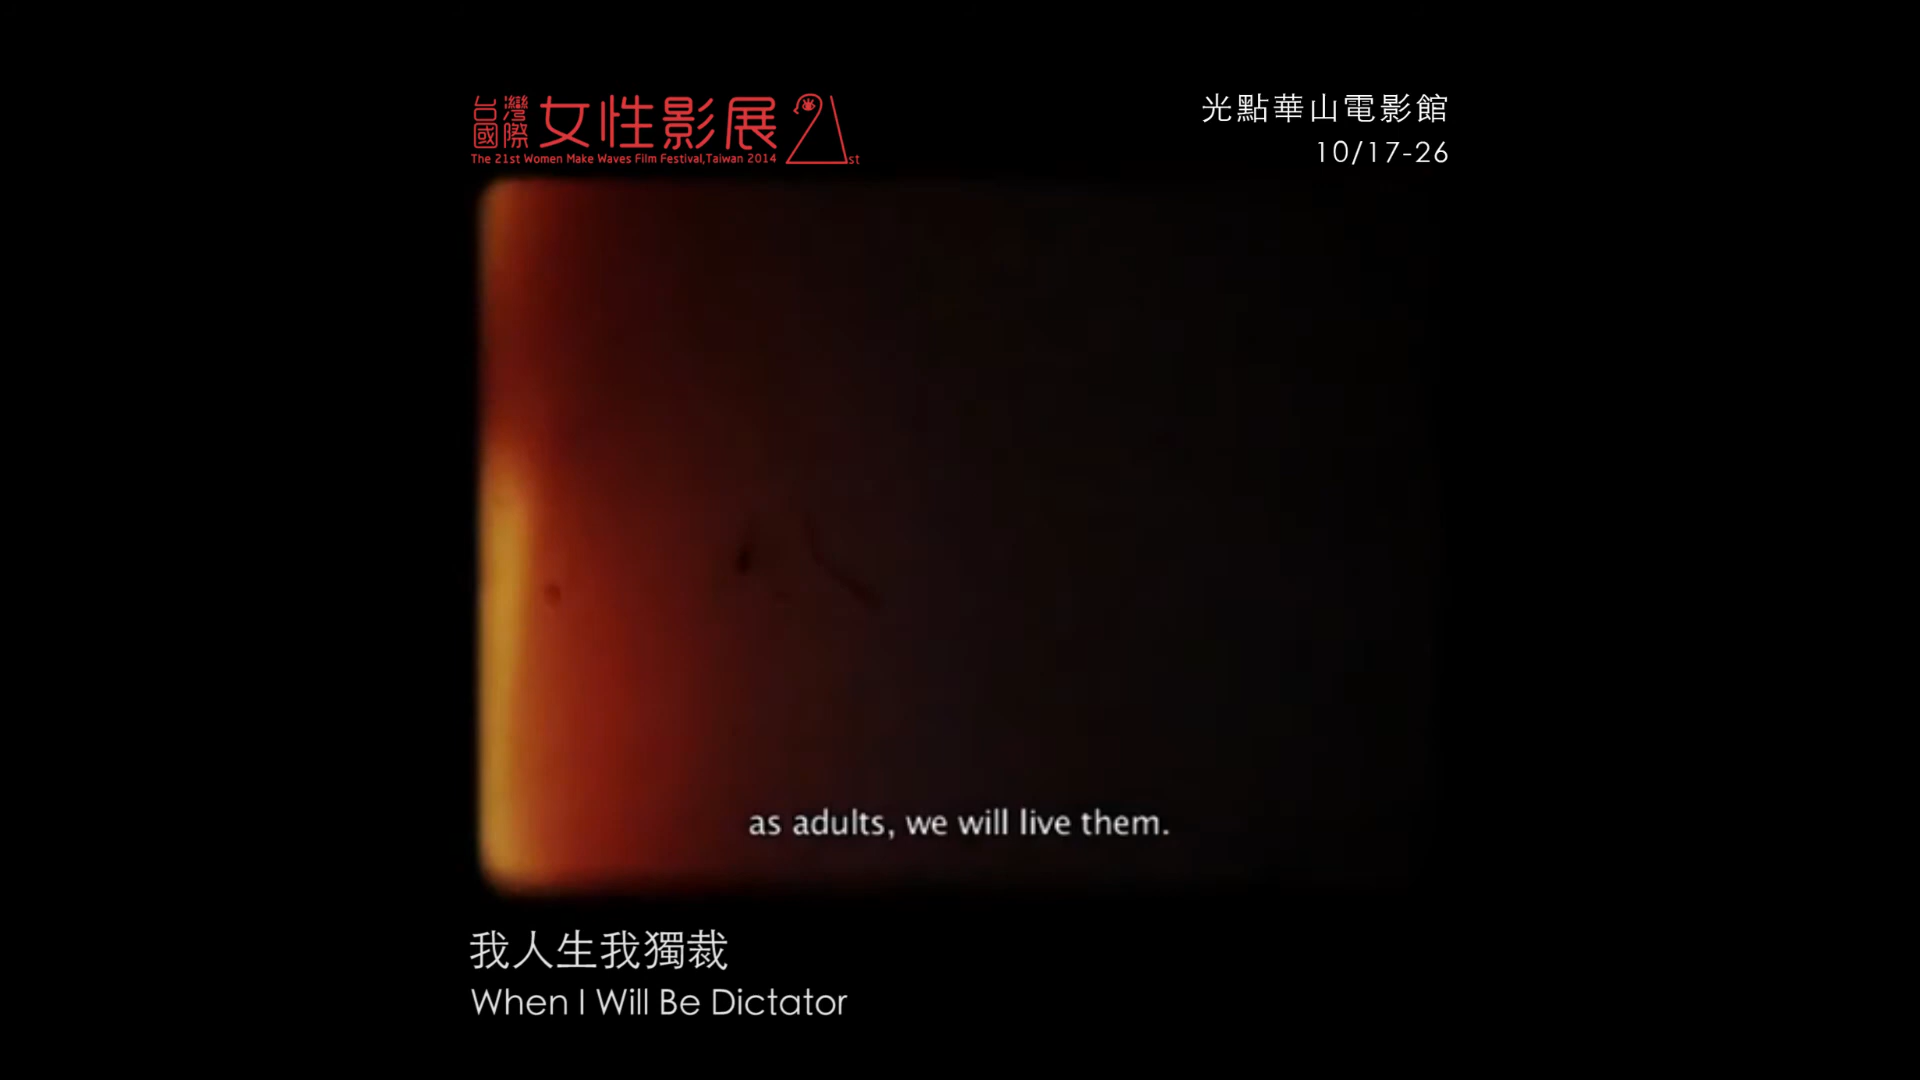 台灣國際女性影展 21st
The 21st Women Make Waves Film Festival,Taiwan 2014
光點華山電影館
10/17-26
as adults, we will live them.
我人生我獨裁
When I Will Be Dictator